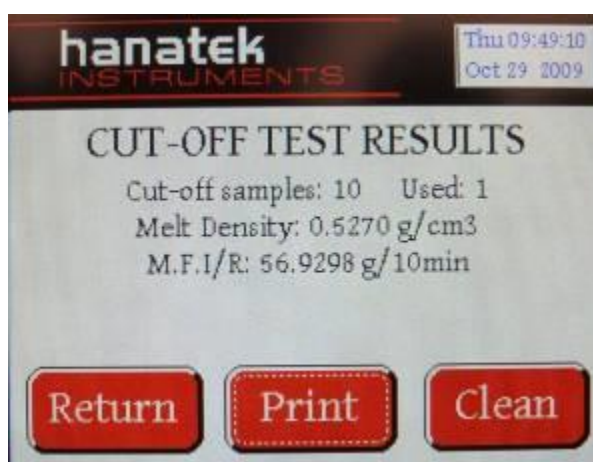 hanatek
INSTRUMENTS
Thu 09:49:10
Oct 29 2009
CUT-OFF TEST RESULTS
Cut-off samples: 10 Used: 1
Melt Density: 0.5270 g/cm3
M.F.I/R: 56.9298 g/10min
Return Print Clean